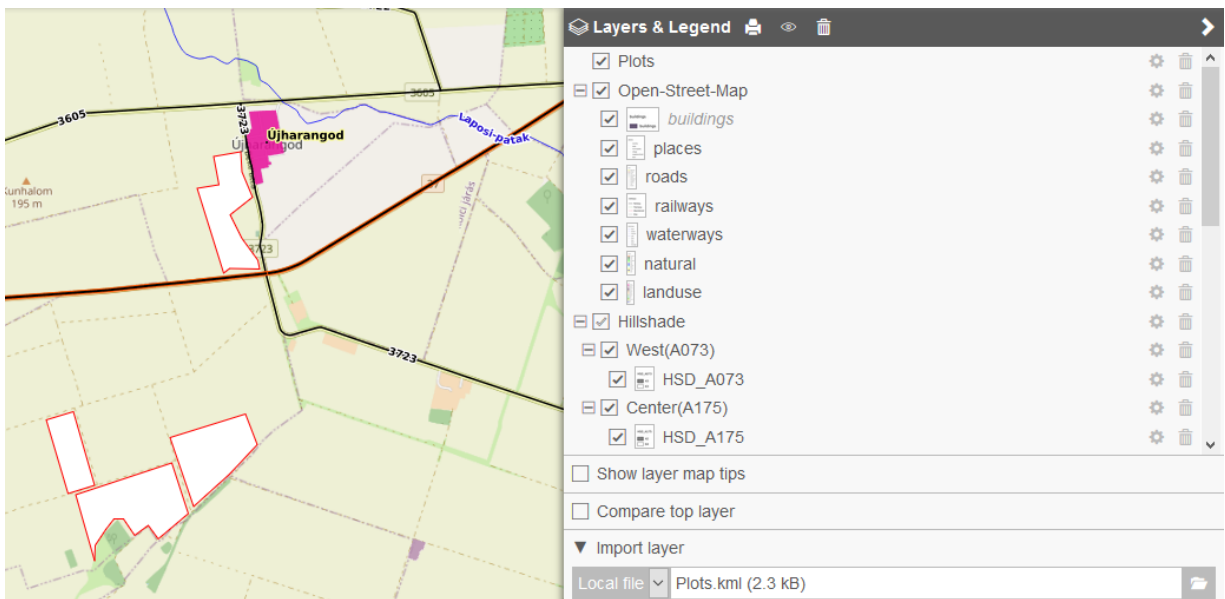 Layers & Legend
Plots
Open-Street-Map
buildings
places
roads
railways
waterways
natural
landuse
Hillshade
West(A073)
HSD_A073
Center(A175)
HSD_A175
Show layer map tips
Compare top layer
Import layer
Local file Plots.kml (2.3 kB)
3605
3605
3723
Újharangod
Újharangod
Laposi-patak
Kunhalom
195 m
37
3723
3723